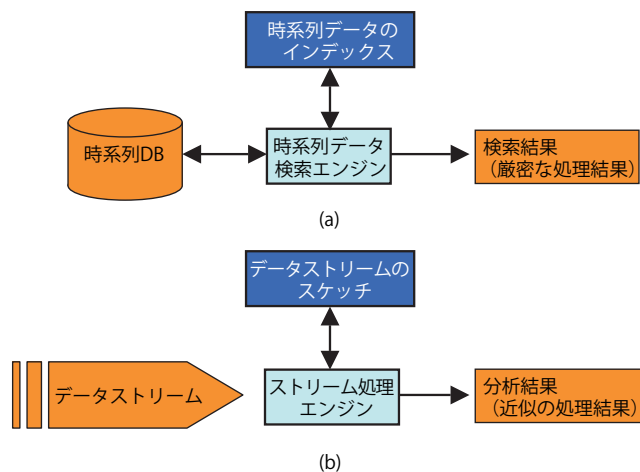 時系列データの
インデックス
時系列DB
時系列データ
検索エンジン
検索結果
（厳密な処理結果）
(a)
データストリームの
スケッチ
データストリーム
ストリーム処理
エンジン
分析結果
（近似の処理結果）
(b)